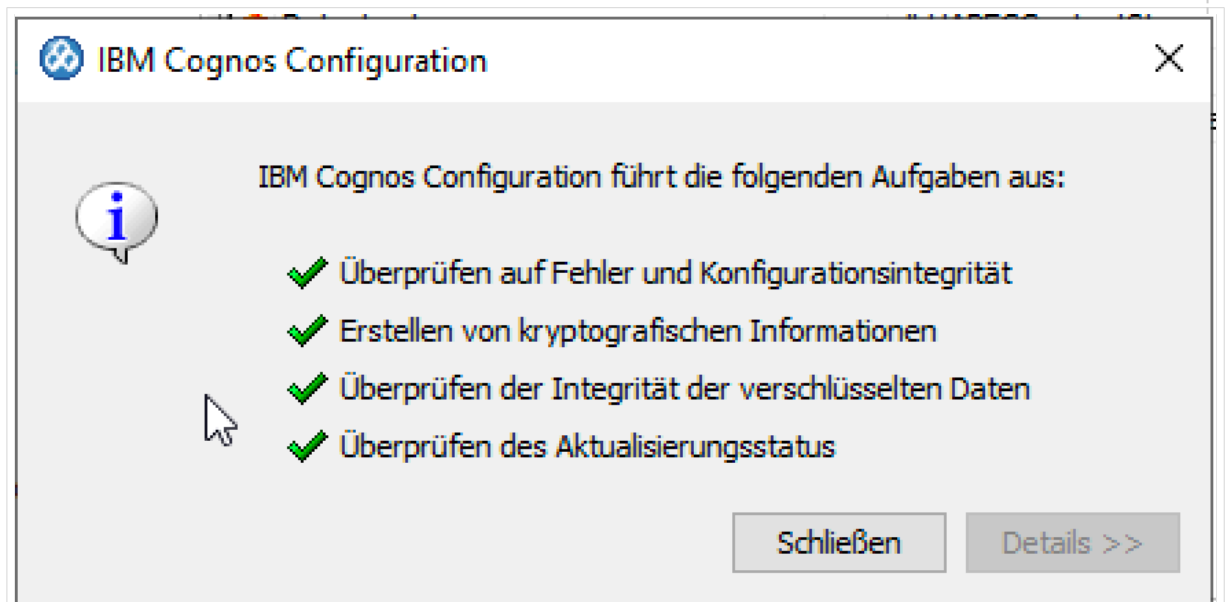 IBM Cognos Configuration
IBM Cognos Configuration führt die folgenden Aufgaben aus:
Überprüfen auf Fehler und Konfigurationsintegrität
Erstellen von kryptografischen Informationen
Überprüfen der Integrität der verschlüsselten Daten
Überprüfen des Aktualisierungsstatus
Schließen
Details >>